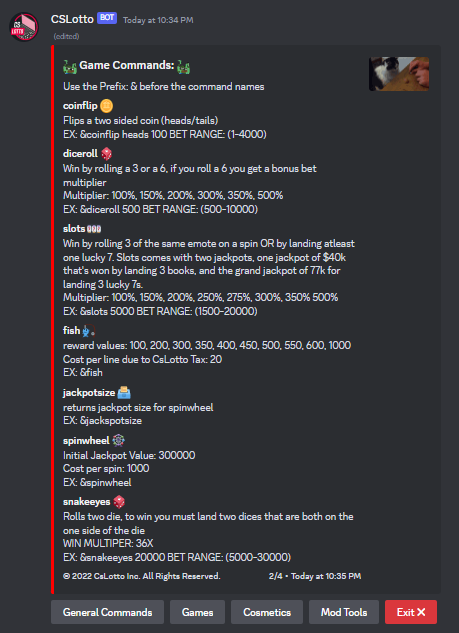 CSLotto BOT Today at 10:34 PM
(edited)
Game Commands:
Use the Prefix: & before the command names
coinflip
Flips a two sided coin (heads/tails)
EX: &coinflip heads 100 BET RANGE: (1-4000)
diceroll
Win by rolling a 3 or a 6, if you roll a 6 you get a bonus bet
multiplier
Multiplier: 100%, 150%, 200%, 300%, 350%, 500%
EX: &diceroll 500 BET RANGE: (500-10000)
slots
Win by rolling 3 of the same emote on a spin OR by landing atleast
one lucky 7. Slots comes with two jackpots, one jackpot of $40k
that's won by landing 3 books, and the grand jackpot of 77k for
landing 3 lucky 7s.
Multiplier: 100%, 150%, 200%, 250%, 275%, 300%, 350% 500%
EX: &slots 5000 BET RANGE: (1500-20000)
fish
reward values: 100, 200, 300, 350, 400, 450, 500, 550, 600, 1000
Cost per line due to CsLotto Tax: 20
EX: &fish
jackpotsize
returns jackpot size for spinwheel
EX: &jackspotsize
spinwheel
Initial Jackpot Value: 300000
Cost per spin: 1000
EX: &spinwheel
snakeeyes
Rolls two die, to win you must land two dices that are both on the
one side of the die
WIN MULTIPER: 36X
EX: &snakeeyes 20000 BET RANGE: (5000-30000)
© 2022 CsLotto Inc. All Rights Reserved. 2/4 • Today at 10:35 PM
General Commands Games Cosmetics Mod Tools Exit